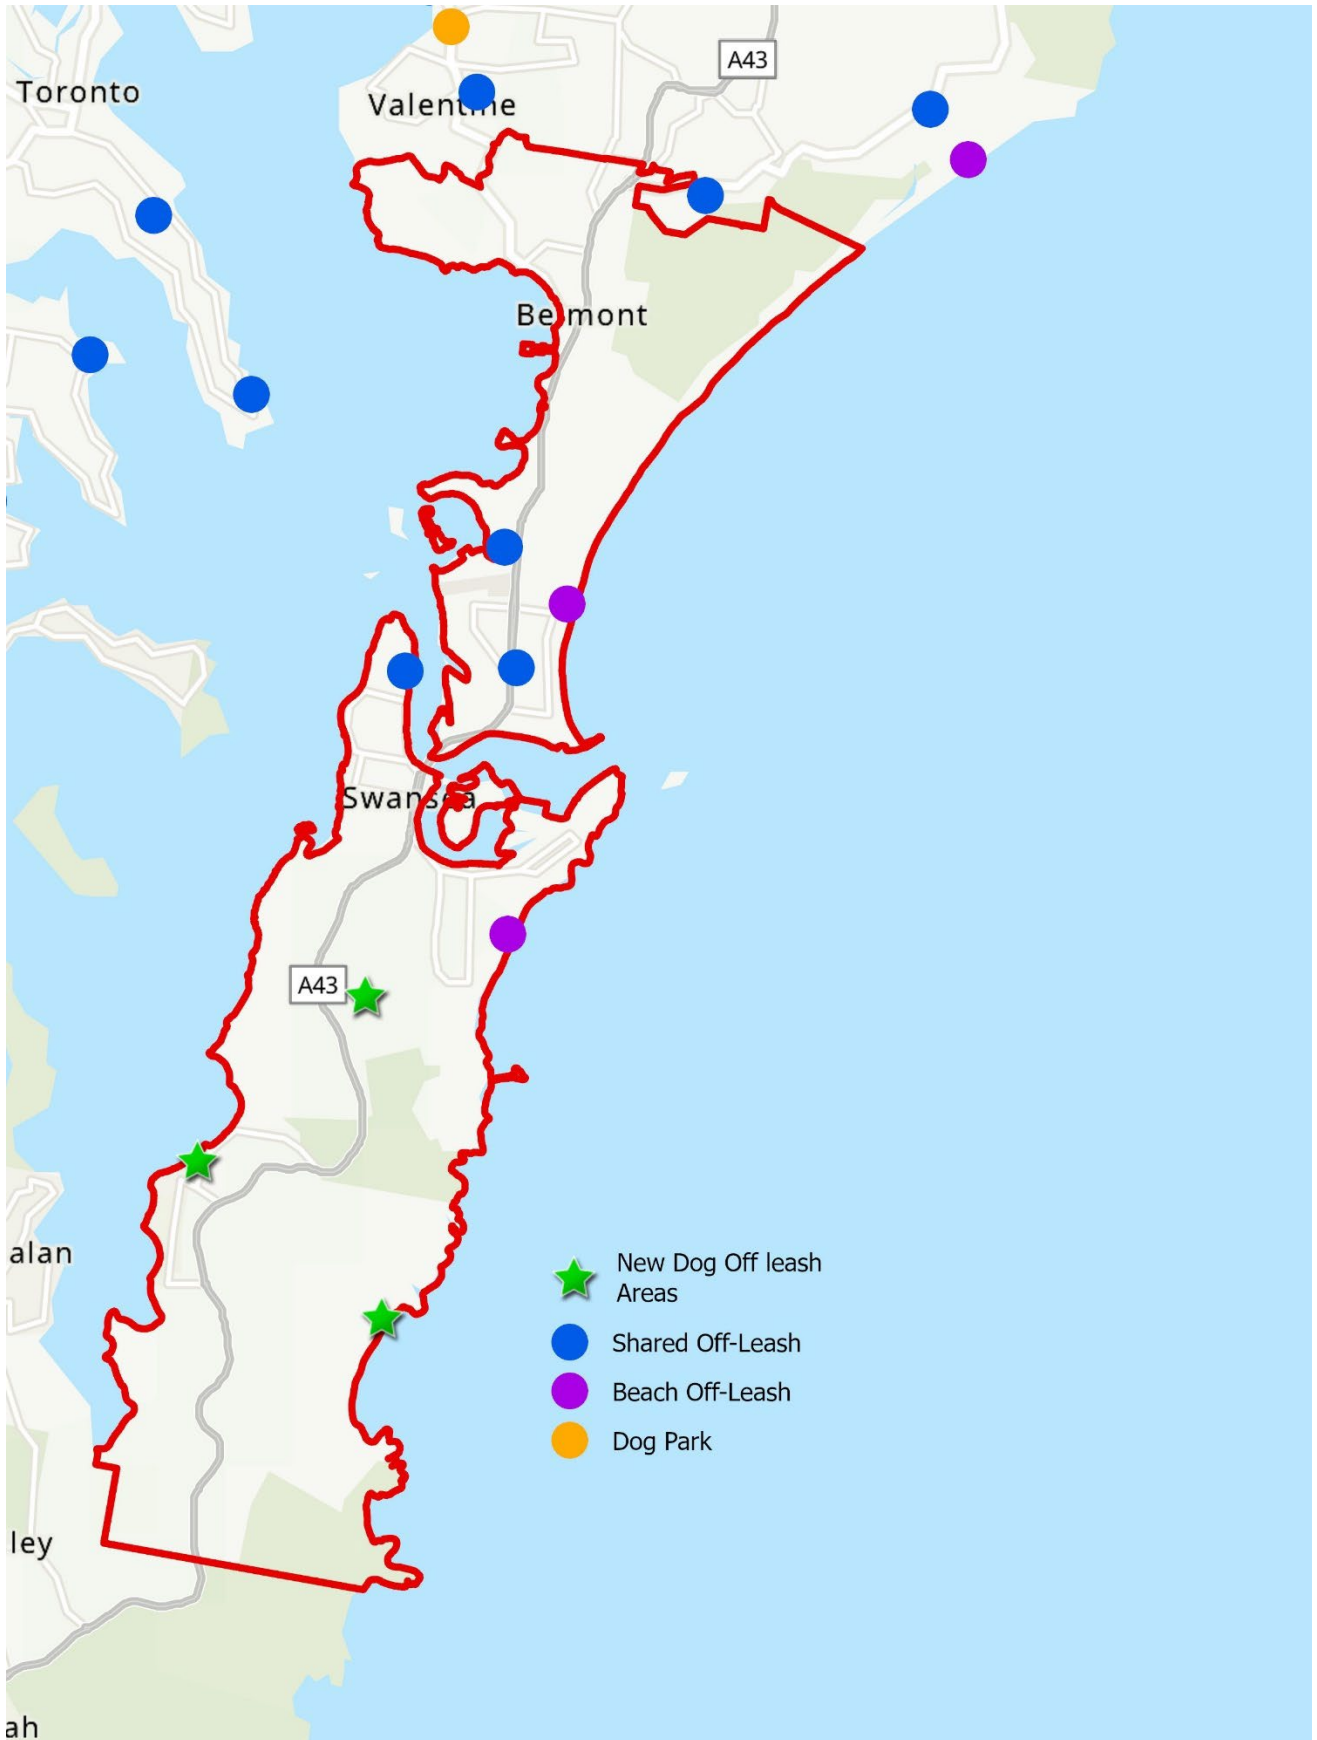 A43
Toronto
Valentine
Belmont
Swansea
A43
alan
New Dog Off leash
Areas
Shared Off-Leash
Beach Off-Leash
Dog Park
ley
ah